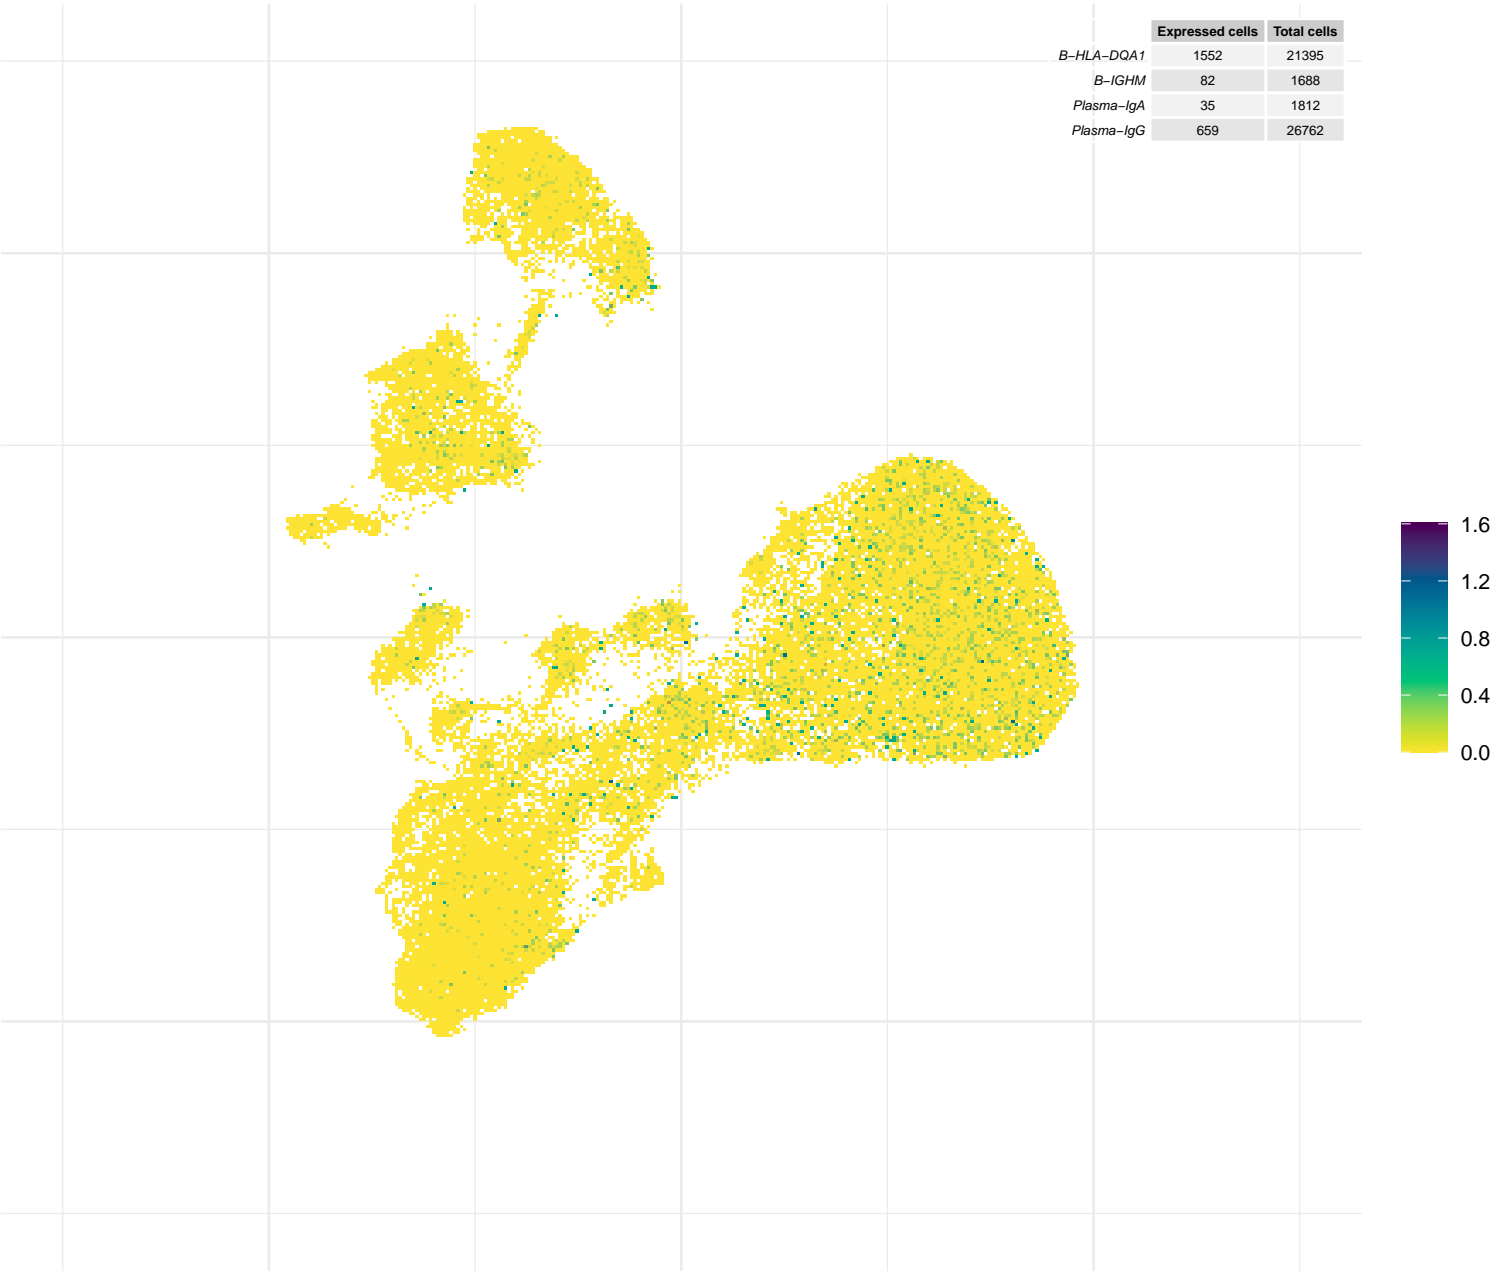 Expressed cells Total cells
B−HLA−DQA1 1552 21395
B−IGHM 82 1688
Plasma−IgA 35 1812
Plasma−IgG 659 26762
1.6
1.2
0.8
0.4
0.0